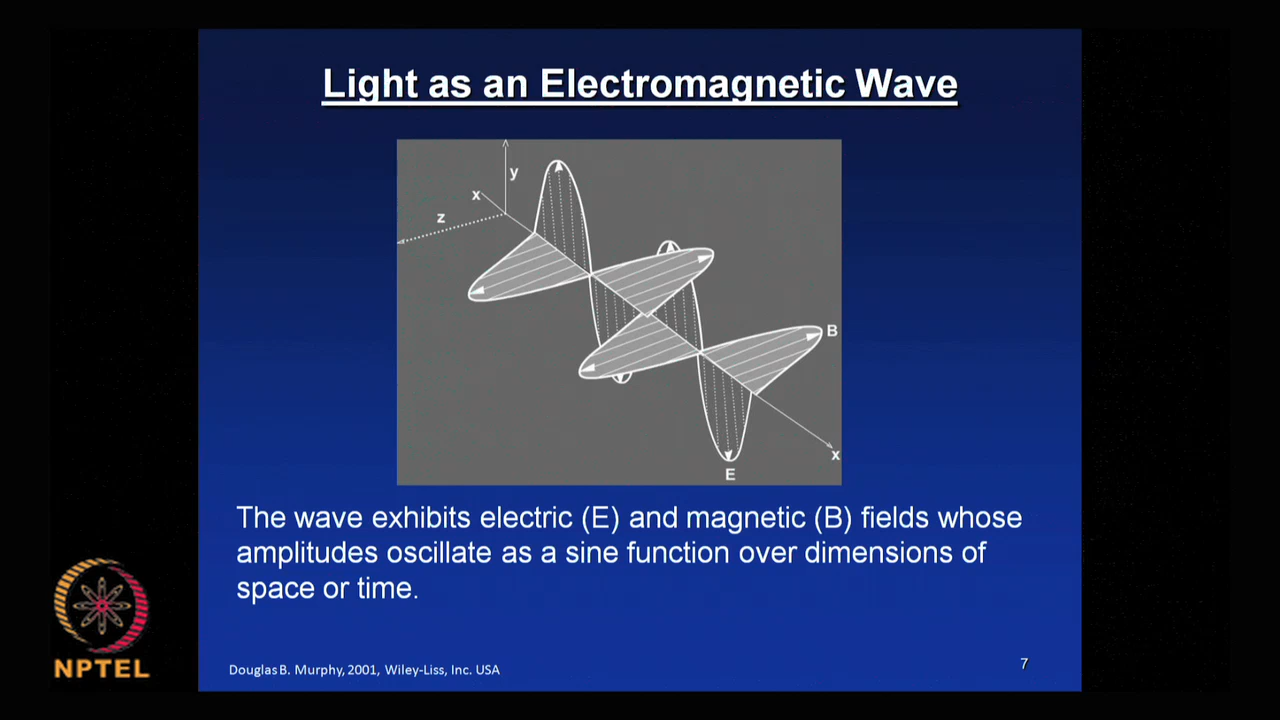 Light as an Electromagnetic Wave
y
x
z
B
x
E
The wave exhibits electric (E) and magnetic (B) fields whose
amplitudes oscillate as a sine function over dimensions of
space or time.
NPTEL
Douglas B. Murphy, 2001, Wiley-Liss, Inc. USA
7